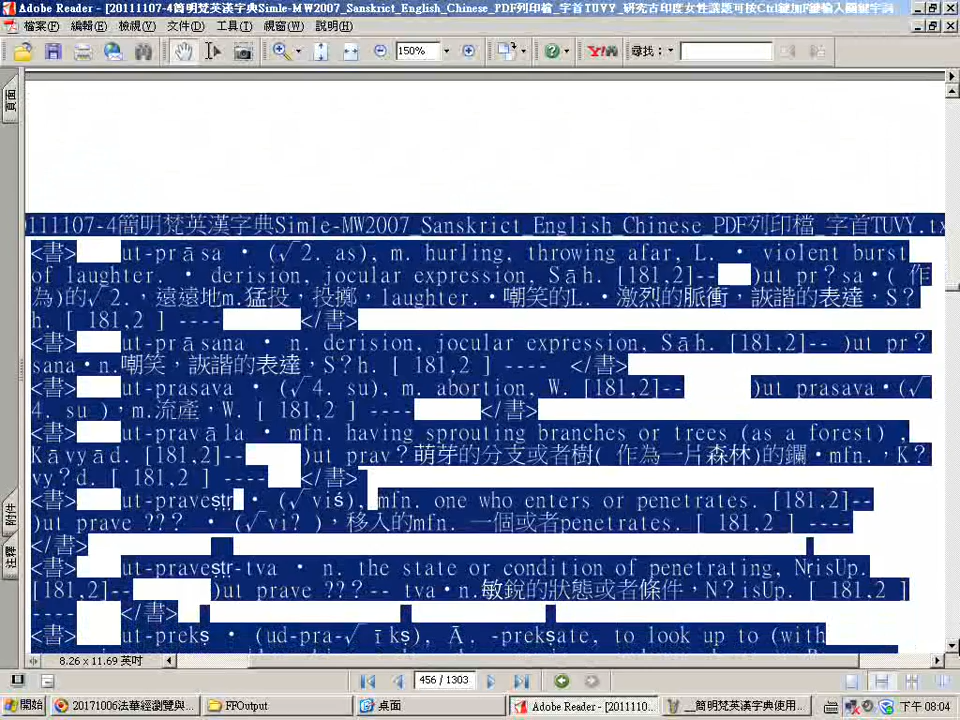 Adobe Reader - [20111107-4簡明梵英漢字典Simle-MW2007_Sanskrict_English_Chinese_PDF列印檔_字首TUVY_研究古印度女性議題可按Ctrl鍵加F鍵輸入關鍵字詞
檔案(F) 編輯(E) 檢視(V) 文件(D) 工具(T) 視窗(W) 說明(H)
150% Y! 尋找:
頁面
附件
註釋
111107-4簡明梵英漢字典Simle-MW2007_Sanskrict_English_Chinese_PDF列印檔_字首TUVY.tx
<書> ut-prāsa • (√2. as), m. hurling, throwing afar, L. • violent burst
of laughter. • derision, jocular expression, Sāh. [181,2]-- )ut pr?sa•( 作
為)的√2.，遠遠地m.猛投，投擲，laughter.•嘲笑的L.•激烈的脈衝，詼諧的表達，S?
h. [ 181,2 ] ---- </書>
<書> ut-prāsana • n. derision, jocular expression, Sāh. [181,2]-- )ut pr?
sana•n.嘲笑，詼諧的表達，S?h. [ 181,2 ] ---- </書>
<書> ut-prasava • (√4. su), m. abortion, W. [181,2]-- )ut prasava•(√
4. su )，m.流產，W. [ 181,2 ] ---- </書>
<書> ut-pravāla • mfn. having sprouting branches or trees (as a forest) ,
Kāvyād. [181,2]-- )ut prav?萌芽的分支或者樹( 作為一片森林)的鑭•mfn.，K?
vy?d. [ 181,2 ] ---- </書>
<書> ut-praveṣṭṛ • (√viś), mfn. one who enters or penetrates. [181,2]--
)ut prave ??? • (√vi? )，移入的mfn. 一個或者penetrates. [ 181,2 ] ----
</書>
<書> ut-praveṣṭṛ-tva • n. the state or condition of penetrating, NṛisUp.
[181,2]-- )ut prave ??-- tva•n.敏銳的狀態或者條件，N?isUp. [ 181,2 ]
---- </書>
<書> ut-prekṣ • (ud-pra-√īkṣ), Ā. -prekṣate, to look up to (with
8.26 x 11.69 英吋
456 / 1303
開始 20171006法華經瀏覽與... FFOutput 桌面 Adobe Reader - [2011110... __簡明梵英漢字典使用... 下午 08:04